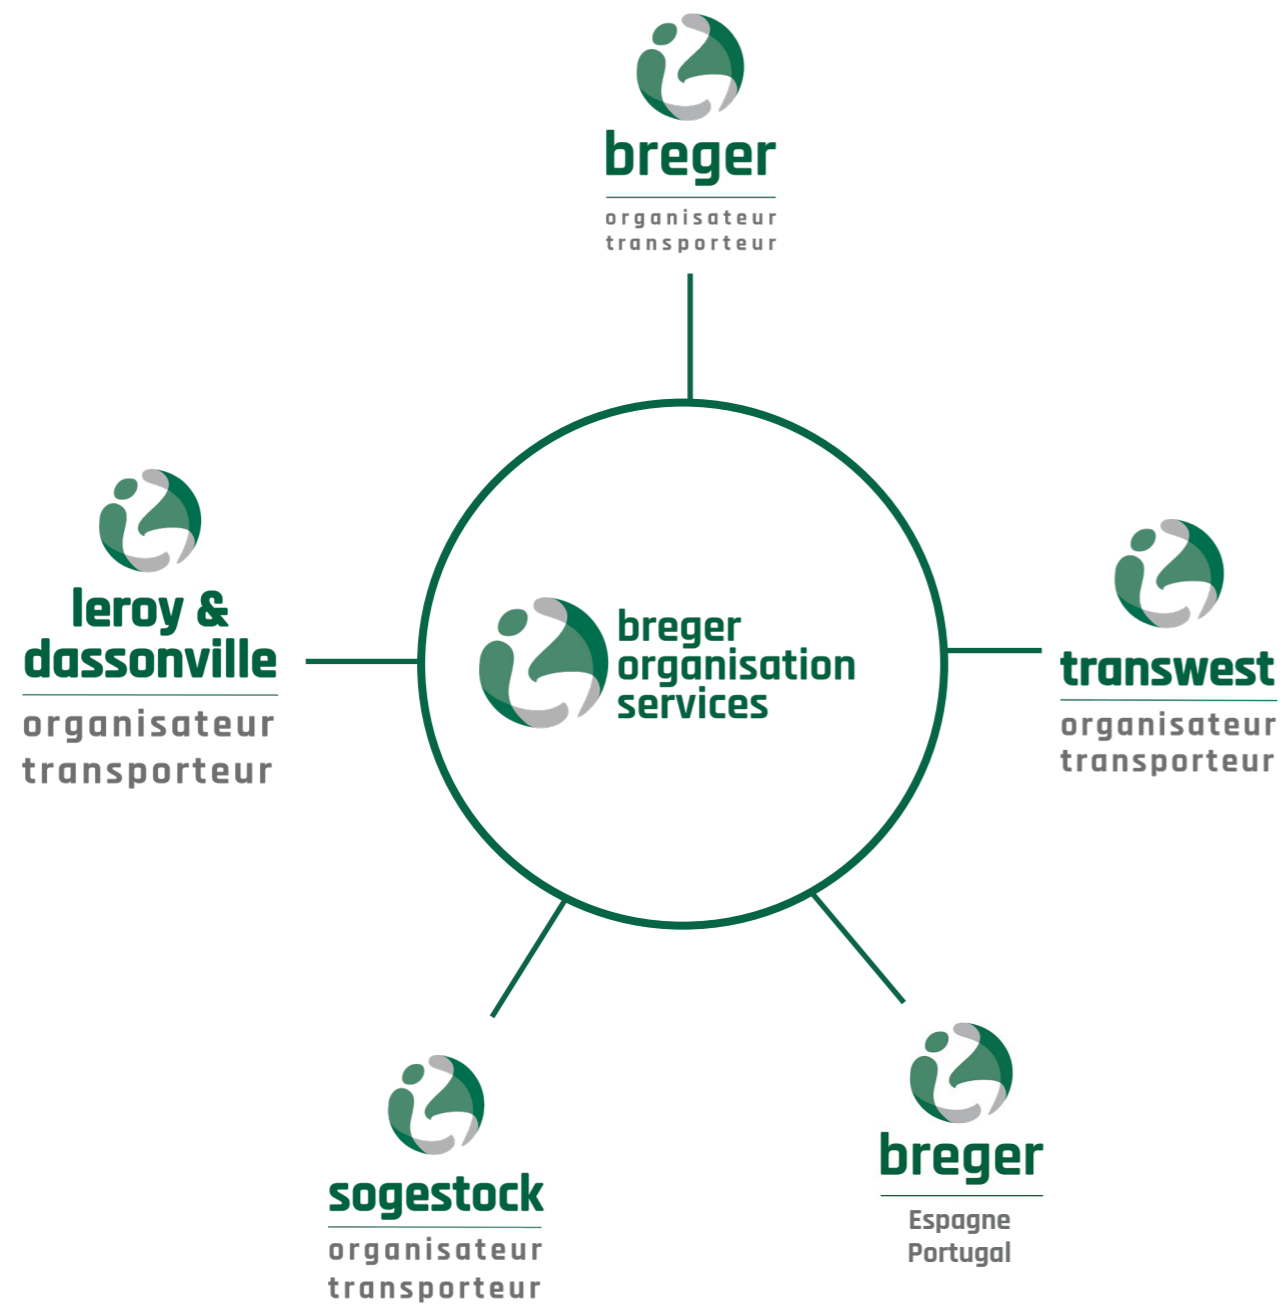 breger
organisateur
transporteur
leroy &
dassonville
organisateur
transporteur
breger
organisation
services
transwest
organisateur
transporteur
sogestock
organisateur
transporteur
breger
Espagne
Portugal